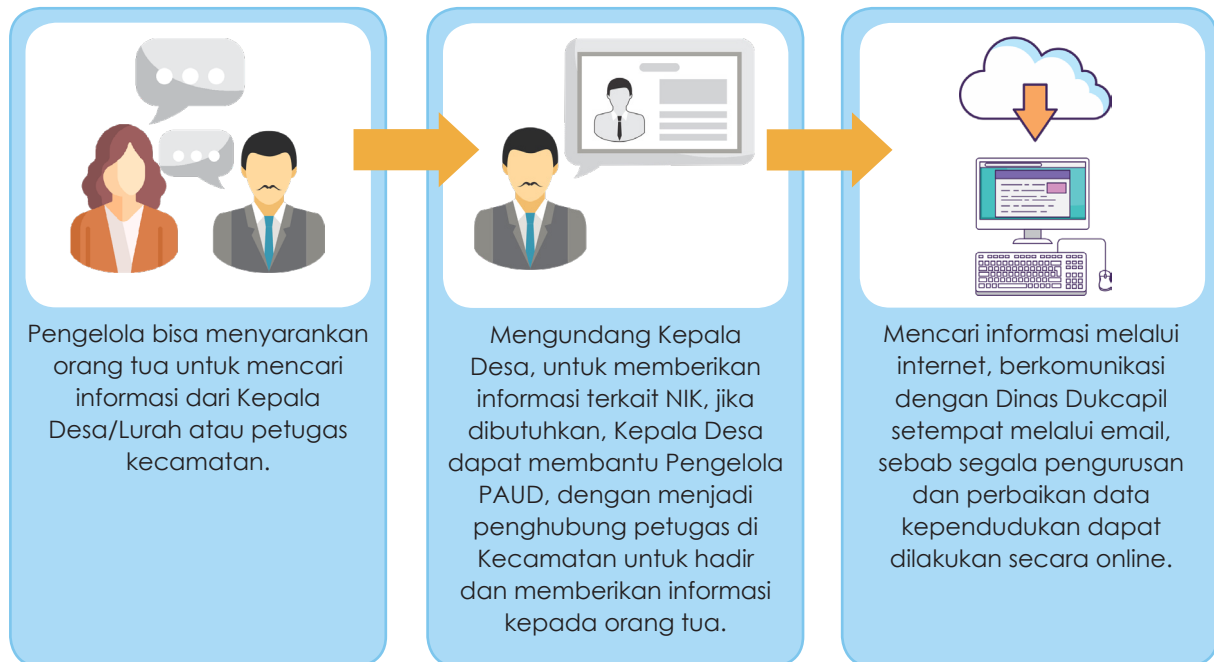 Pengelola bisa menyarankan
orang tua untuk mencari
informasi dari Kepala
Desa/Lurah atau petugas
kecamatan.
Mengundang Kepala
Desa, untuk memberikan
informasi terkait NIK, jika
dibutuhkan, Kepala Desa
dapat membantu Pengelola
PAUD, dengan menjadi
penghubung petugas di
Kecamatan untuk hadir
dan memberikan informasi
kepada orang tua.
Mencari informasi melalui
internet, berkomunikasi
dengan Dinas Dukcapil
setempat melalui email,
sebab segala pengurusan
dan perbaikan data
kependudukan dapat
dilakukan secara online.